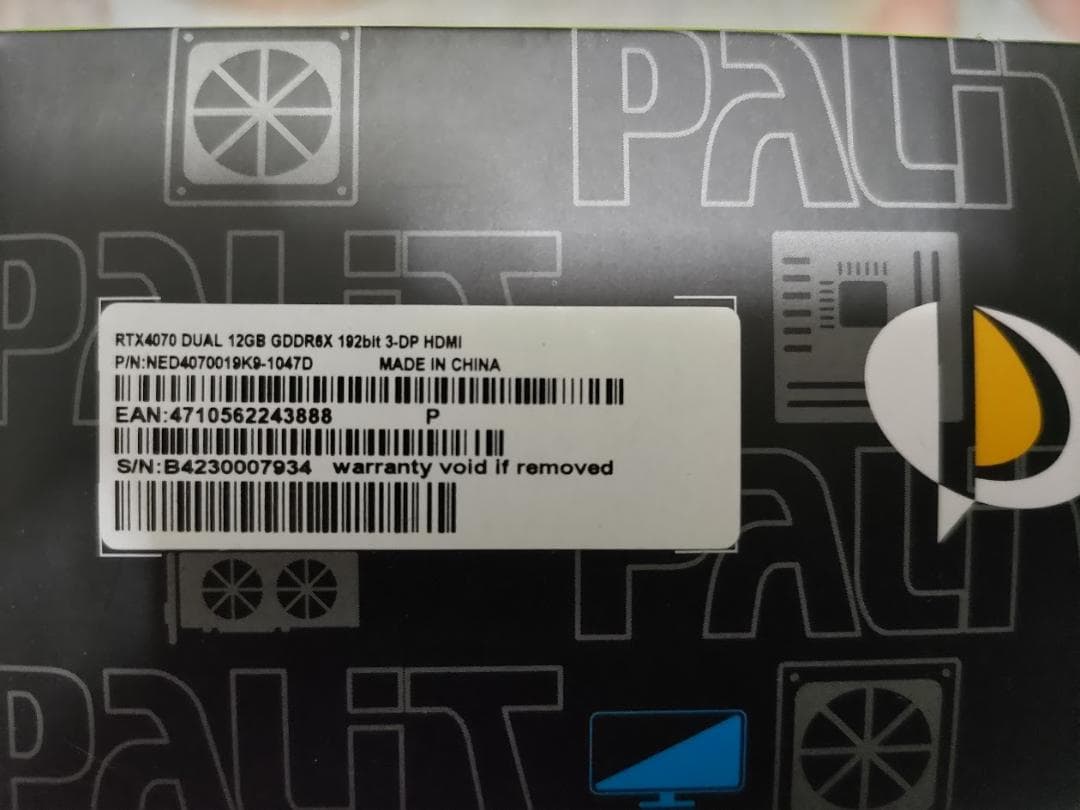 PALiT
PALiT
RTX4070 DUAL 12GB GDDR6X 192bit 3-DP HDMI
P/N:NED4070019K9-1047D MADE IN CHINA
EAN:4710562243888 P
S/N:B4230007934 warranty void if removed
PALiT
PALiT